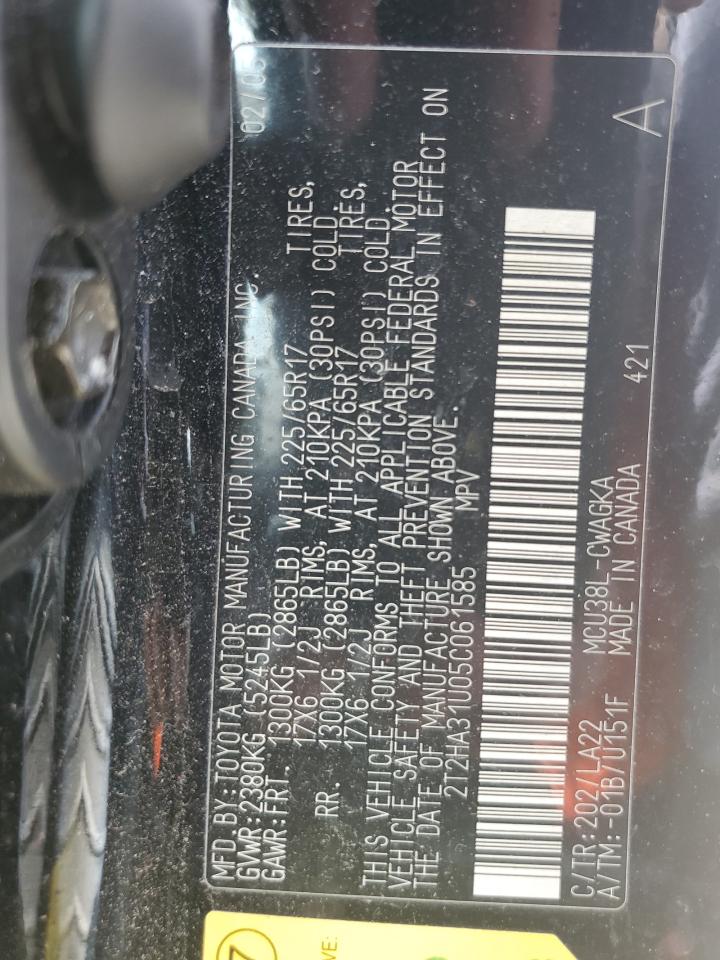 MFD.BY:TOYOTA MOTOR MANUFACTURING CANADA INC. 02/05
GVWR:2380KG (5245LB)
GAWR:FRT. 1300KG (2865LB) WITH 225/65R17 TIRES,
17X6 1/2J RIMS, AT 210KPA (30PSI) COLD
RR. 1300KG (2865LB) WITH 225/65R17 TIRES,
17X6 1/2J RIMS, AT 210KPA (30PSI) COLD
THIS VEHICLE CONFORMS TO ALL APPLICABLE FEDERAL MOTOR
VEHICLE SAFETY AND THEFT PREVENTION STANDARDS IN EFFECT ON
THE DATE OF MANUFACTURE SHOWN ABOVE.
2T2HA31U05C061585 MPV
C/TR:202/LA22 MCU38L-CWAGKA 421 A
A/TM:-01B/U151F MADE IN CANADA
7